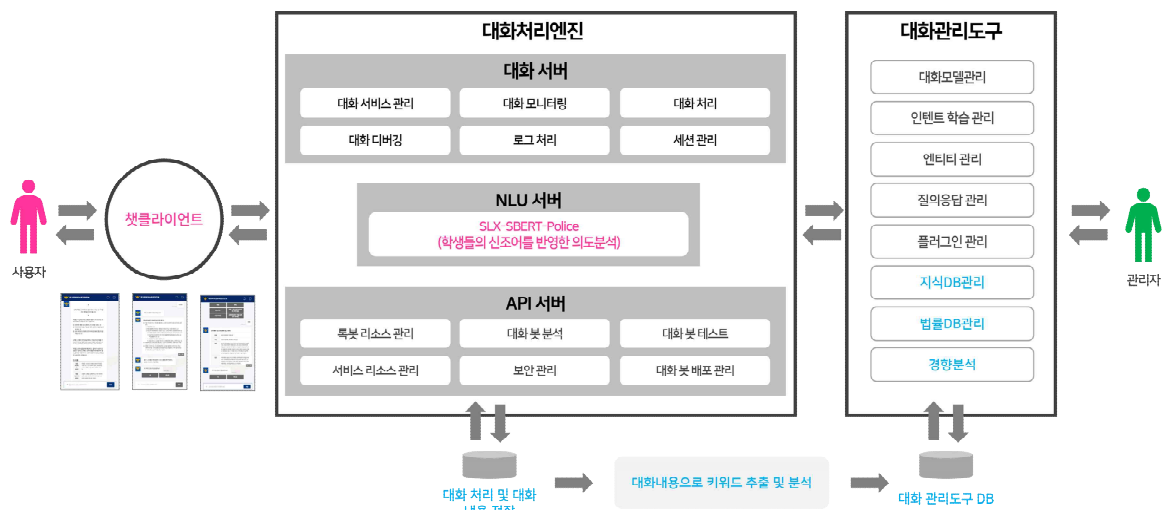 대화처리엔진
대화 서버
대화 서비스 관리
대화 모니터링
대화 처리
대화 디버깅
로그 처리
세션 관리
NLU 서버
SLX-SBERT-Police
(학생들의 신조어를 반영한 의도분석)
API 서버
톡봇 리소스 관리
대화 봇 분석
대화 봇 테스트
서비스 리소스 관리
보안 관리
대화 봇 배포 관리
대화관리도구
대화모델관리
인텐트 학습 관리
엔티티 관리
질의응답 관리
플러그인 관리
지식DB관리
법률DB관리
경향분석
사용자
챗클라이언트
관리자
대화 처리 및 대화
내용 저장
대화내용으로 키워드 추출 및 분석
대화 관리도구 DB